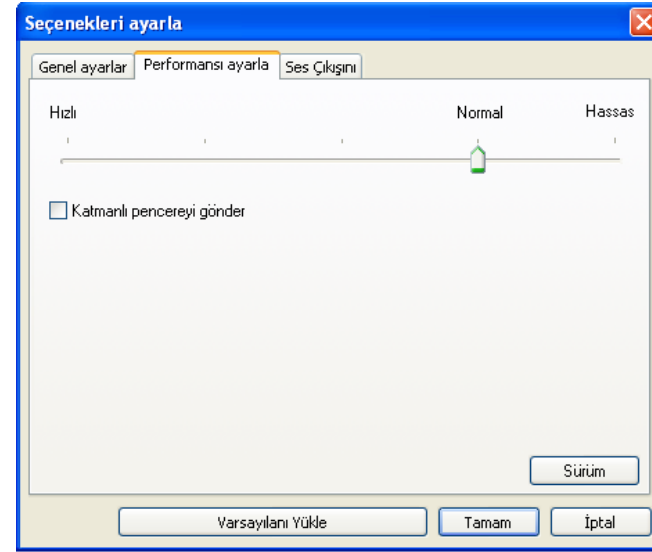 Seçenekleri ayarla
Genel ayarlar Performansı ayarla Ses Çıkışını
Hızlı Normal Hassas
Katmanlı pencereyi gönder
Sürüm
Varsayılanı Yükle Tamam İptal